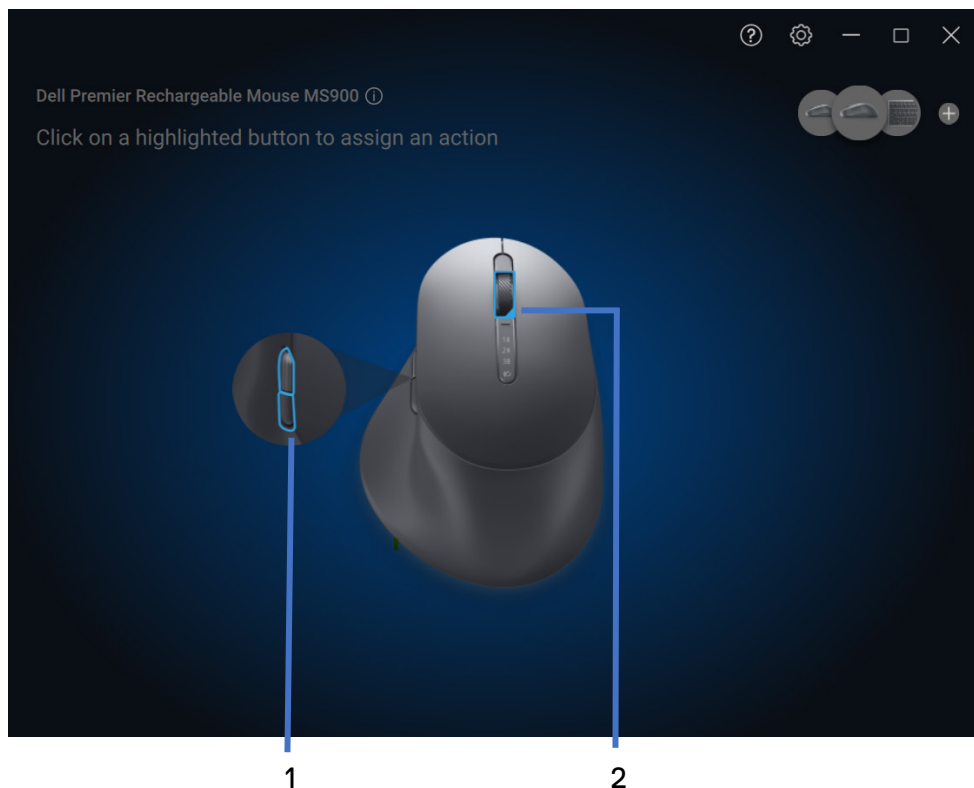 Dell Premier Rechargeable Mouse MS900
Click on a highlighted button to assign an action
1
2